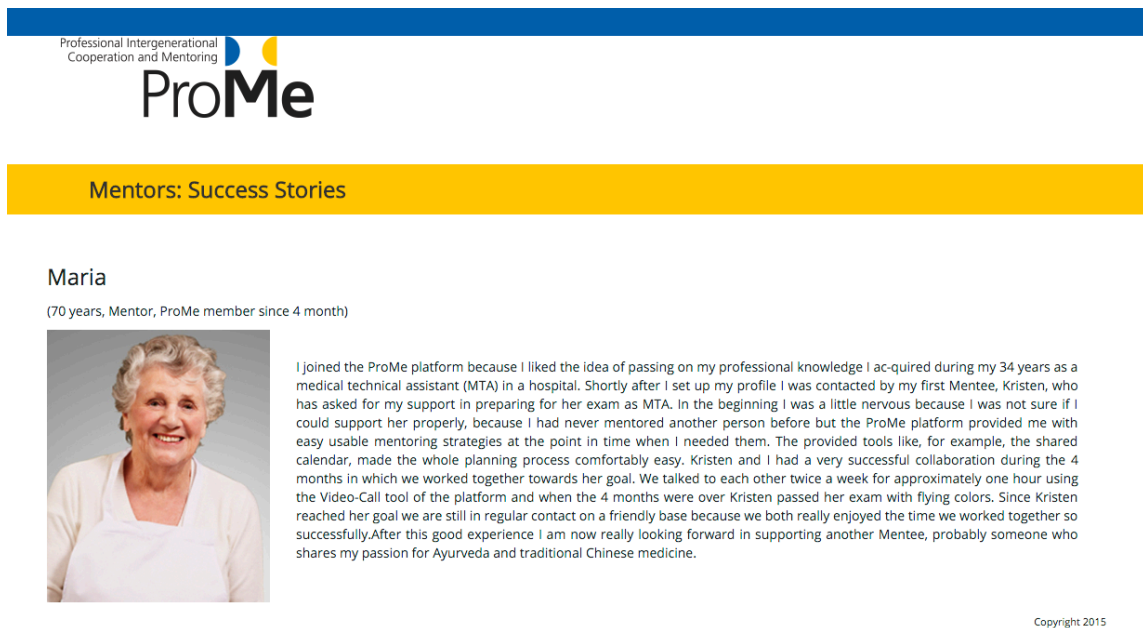 Professional Intergenerational
Cooperation and Mentoring
ProMe
Mentors: Success Stories
Maria
(70 years, Mentor, ProMe member since 4 month)
I joined the ProMe platform because I liked the idea of passing on my professional knowledge I ac-quired during my 34 years as a
medical technical assistant (MTA) in a hospital. Shortly after I set up my profile I was contacted by my first Mentee, Kristen, who
has asked for my support in preparing for her exam as MTA. In the beginning I was a little nervous because I was not sure if I
could support her properly, because I had never mentored another person before but the ProMe platform provided me with
easy usable mentoring strategies at the point in time when I needed them. The provided tools like, for example, the shared
calendar, made the whole planning process comfortably easy. Kristen and I had a very successful collaboration during the 4
months in which we worked together towards her goal. We talked to each other twice a week for approximately one hour using
the Video-Call tool of the platform and when the 4 months were over Kristen passed her exam with flying colors. Since Kristen
reached her goal we are still in regular contact on a friendly base because we both really enjoyed the time we worked together so
successfully.After this good experience I am now really looking forward in supporting another Mentee, probably someone who
shares my passion for Ayurveda and traditional Chinese medicine.
Copyright 2015